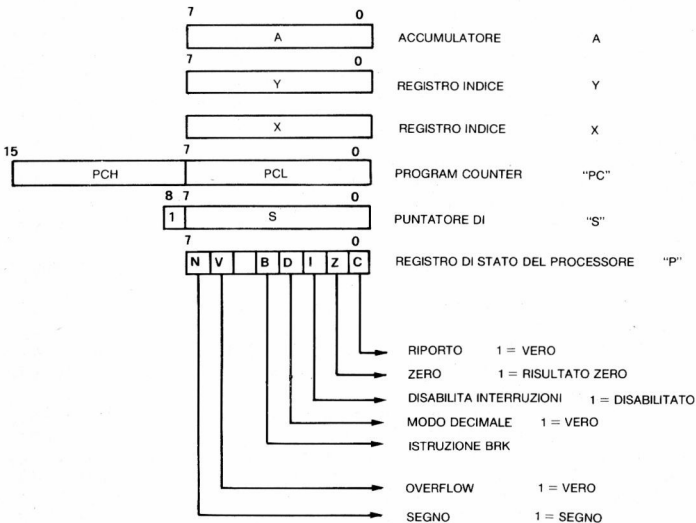 7 0
A ACCUMULATORE A
7 0
Y REGISTRO INDICE Y
X REGISTRO INDICE X
15 7 0
PCH PCL PROGRAM COUNTER "PC"
8 7 0
1 S PUNTATORE DI "S"
7 0
N V B D I Z C REGISTRO DI STATO DEL PROCESSORE "P"
RIPORTO 1 = VERO
ZERO 1 = RISULTATO ZERO
DISABILITA INTERRUZIONI 1 = DISABILITATO
MODO DECIMALE 1 = VERO
ISTRUZIONE BRK
OVERFLOW 1 = VERO
SEGNO 1 = SEGNO